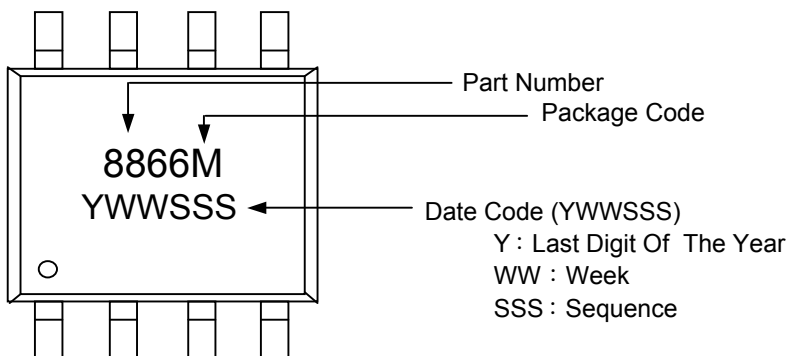 Part Number
Package Code
8866M
YWWSSS
Date Code (YWWSSS)
Y : Last Digit Of The Year
WW : Week
SSS : Sequence